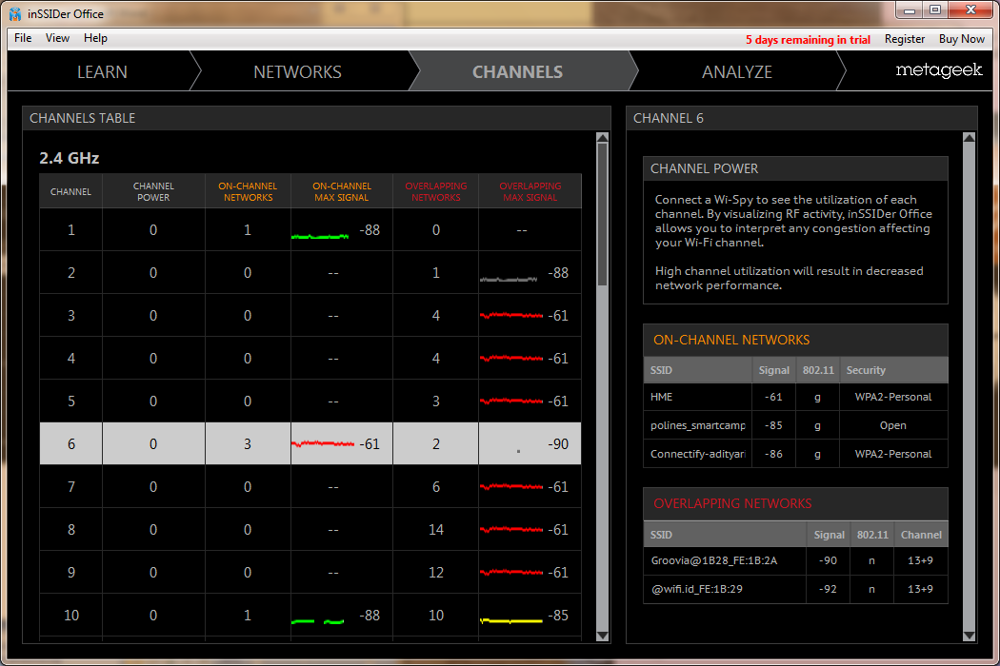 inSSIDer Office
File View Help 5 days remaining in trial Register Buy Now
LEARN NETWORKS CHANNELS ANALYZE metageek
CHANNELS TABLE
2.4 GHz
CHANNEL CHANNEL POWER ON-CHANNEL NETWORKS ON-CHANNEL MAX SIGNAL OVERLAPPING NETWORKS OVERLAPPING MAX SIGNAL
1 0 1 -88 0 --
2 0 0 -- 1 -88
3 0 0 -- 4 -61
4 0 0 -- 4 -61
5 0 0 -- 3 -61
6 0 3 -61 2 -90
7 0 0 -- 6 -61
8 0 0 -- 14 -61
9 0 0 -- 12 -61
10 0 1 -88 10 -85
CHANNEL 6
CHANNEL POWER
Connect a Wi-Spy to see the utilization of each
channel. By visualizing RF activity, inSSIDer Office
allows you to interpret any congestion affecting
your Wi-Fi channel.
High channel utilization will result in decreased
network performance.
ON-CHANNEL NETWORKS
SSID Signal 802.11 Security
HME -61 g WPA2-Personal
polines_smartcamp -85 g Open
Connectify-adityari -86 g WPA2-Personal
OVERLAPPING NETWORKS
SSID Signal 802.11 Channel
Groovia@1B28_FE:1B:2A -90 n 13+9
@wifi.id_FE:1B:29 -92 n 13+9